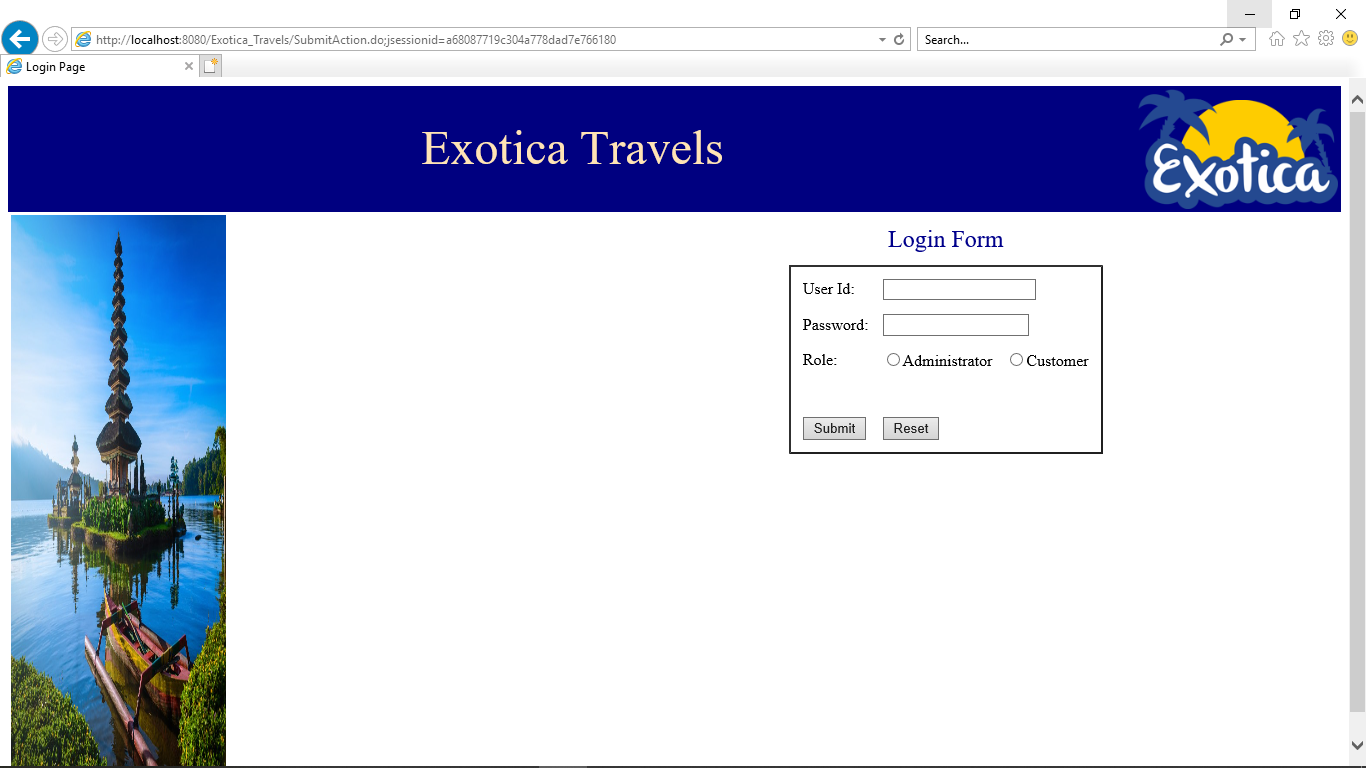 http://localhost:8080/Exotica_Travels/SubmitAction.do;jsessionid=a68087719c304a778dad7e766180
Search...
Login Page
Exotica Travels
Exotica
Login Form
User Id:
Password:
Role: Administrator Customer
Submit Reset